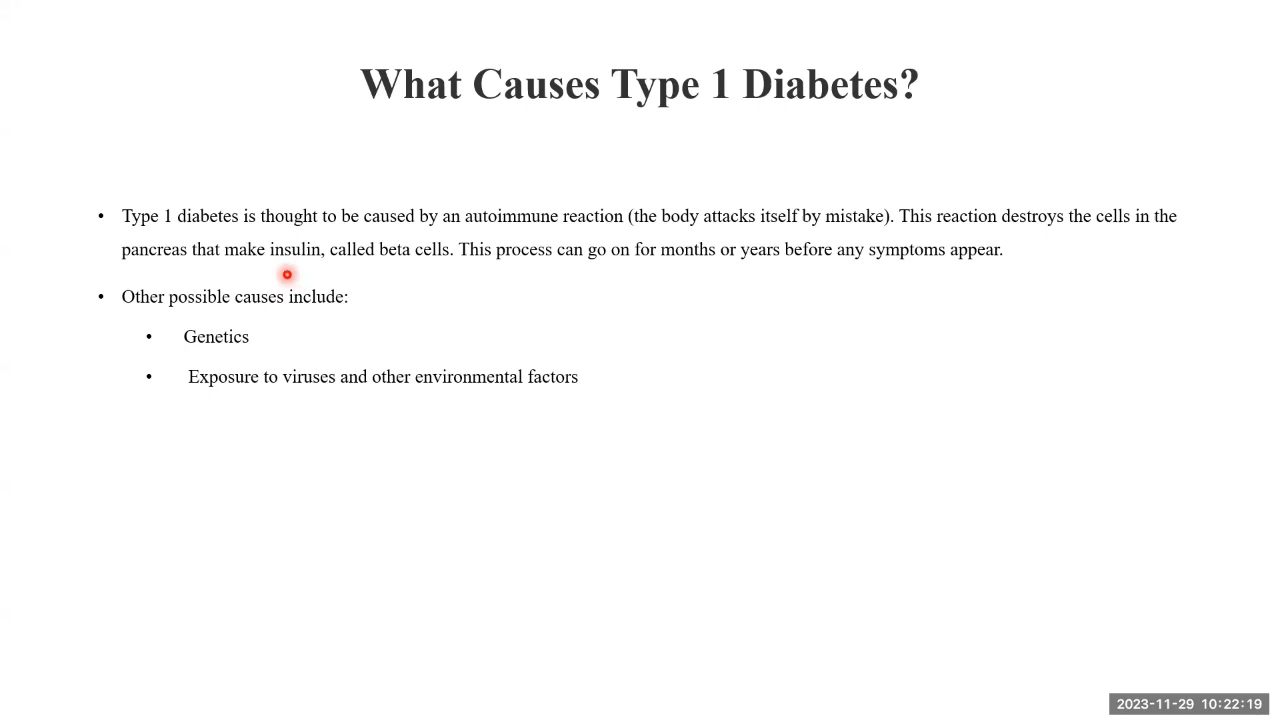 What Causes Type 1 Diabetes?
• Type 1 diabetes is thought to be caused by an autoimmune reaction (the body attacks itself by mistake). This reaction destroys the cells in the
pancreas that make insulin, called beta cells. This process can go on for months or years before any symptoms appear.
• Other possible causes include:
• Genetics
• Exposure to viruses and other environmental factors
2023-11-29 10:22:19